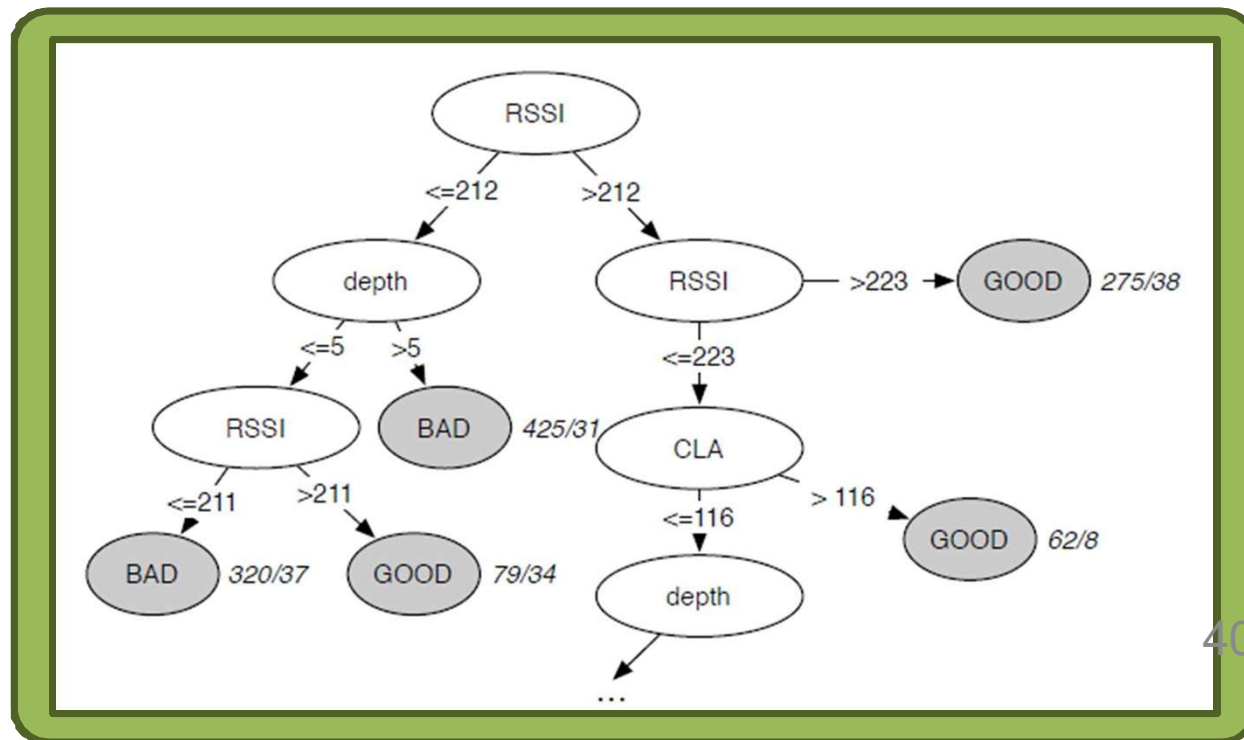 RSSI
<=212
>212
depth
RSSI
>223
GOOD
275/38
<=5
>5
<=223
RSSI
BAD
425/31
CLA
<=211
>211
<=116
> 116
BAD
320/37
GOOD
79/34
depth
GOOD
62/8
...
40